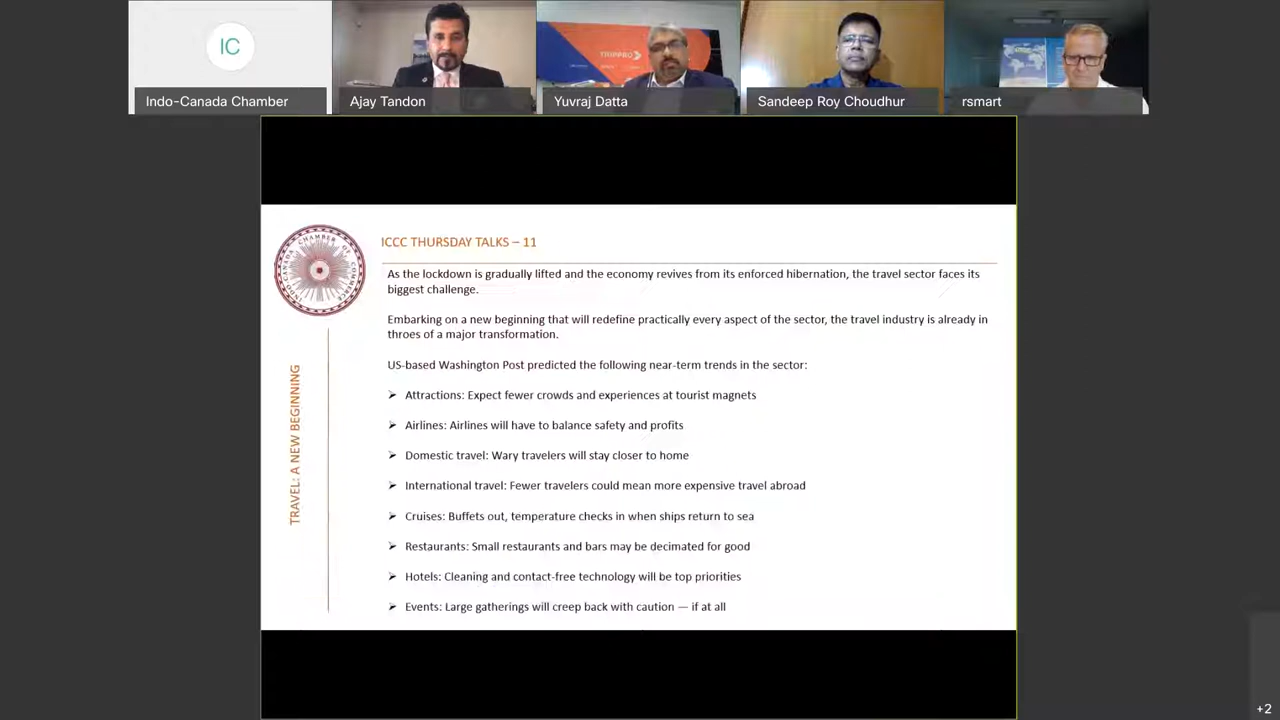 IC
Indo-Canada Chamber
Ajay Tandon
TRIPPRO
Yuvraj Datta
Sandeep Roy Choudhur
rsmart
INDO CANADA CHAMBER OF COMMERCE
ICCC THURSDAY TALKS – 11
As the lockdown is gradually lifted and the economy revives from its enforced hibernation, the travel sector faces its
biggest challenge.
Embarking on a new beginning that will redefine practically every aspect of the sector, the travel industry is already in
throes of a major transformation.
US-based Washington Post predicted the following near-term trends in the sector:
➢ Attractions: Expect fewer crowds and experiences at tourist magnets
➢ Airlines: Airlines will have to balance safety and profits
➢ Domestic travel: Wary travelers will stay closer to home
➢ International travel: Fewer travelers could mean more expensive travel abroad
➢ Cruises: Buffets out, temperature checks in when ships return to sea
➢ Restaurants: Small restaurants and bars may be decimated for good
➢ Hotels: Cleaning and contact-free technology will be top priorities
➢ Events: Large gatherings will creep back with caution — if at all
TRAVEL: A NEW BEGINNING
+2